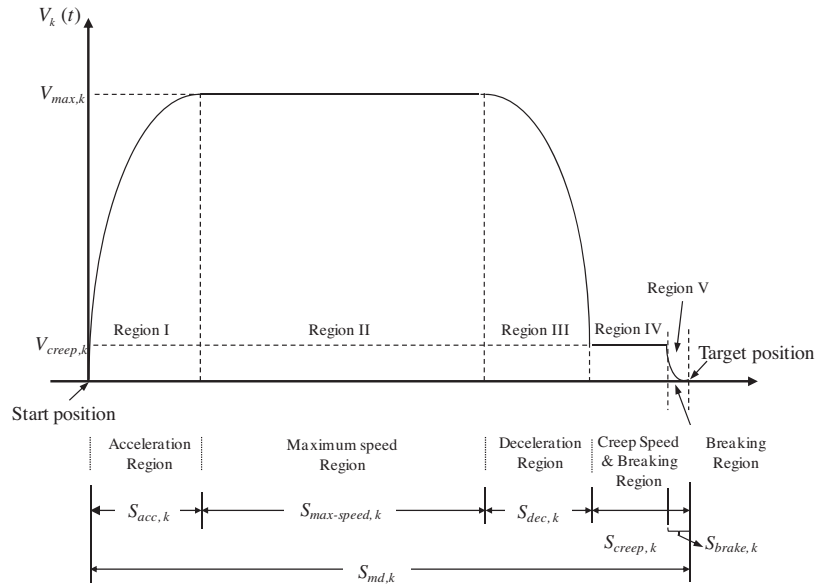 V_k (t)
V_max,k
V_creep,k
Region I
Region II
Region III
Region IV
Region V
Target position
Start position
Acceleration
Region
Maximum speed
Region
Deceleration
Region
Creep Speed
& Breaking
Region
Breaking
Region
S_acc, k
S_max-speed, k
S_dec, k
S_creep, k
S_brake, k
S_md,k